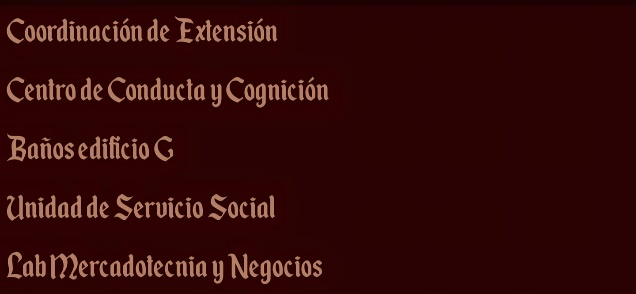 Coordinación de Extensión
Centro de Conducta y Cognición
Baños edificio G
Unidad de Servicio Social
Lab Mercadotecnia y Negocios